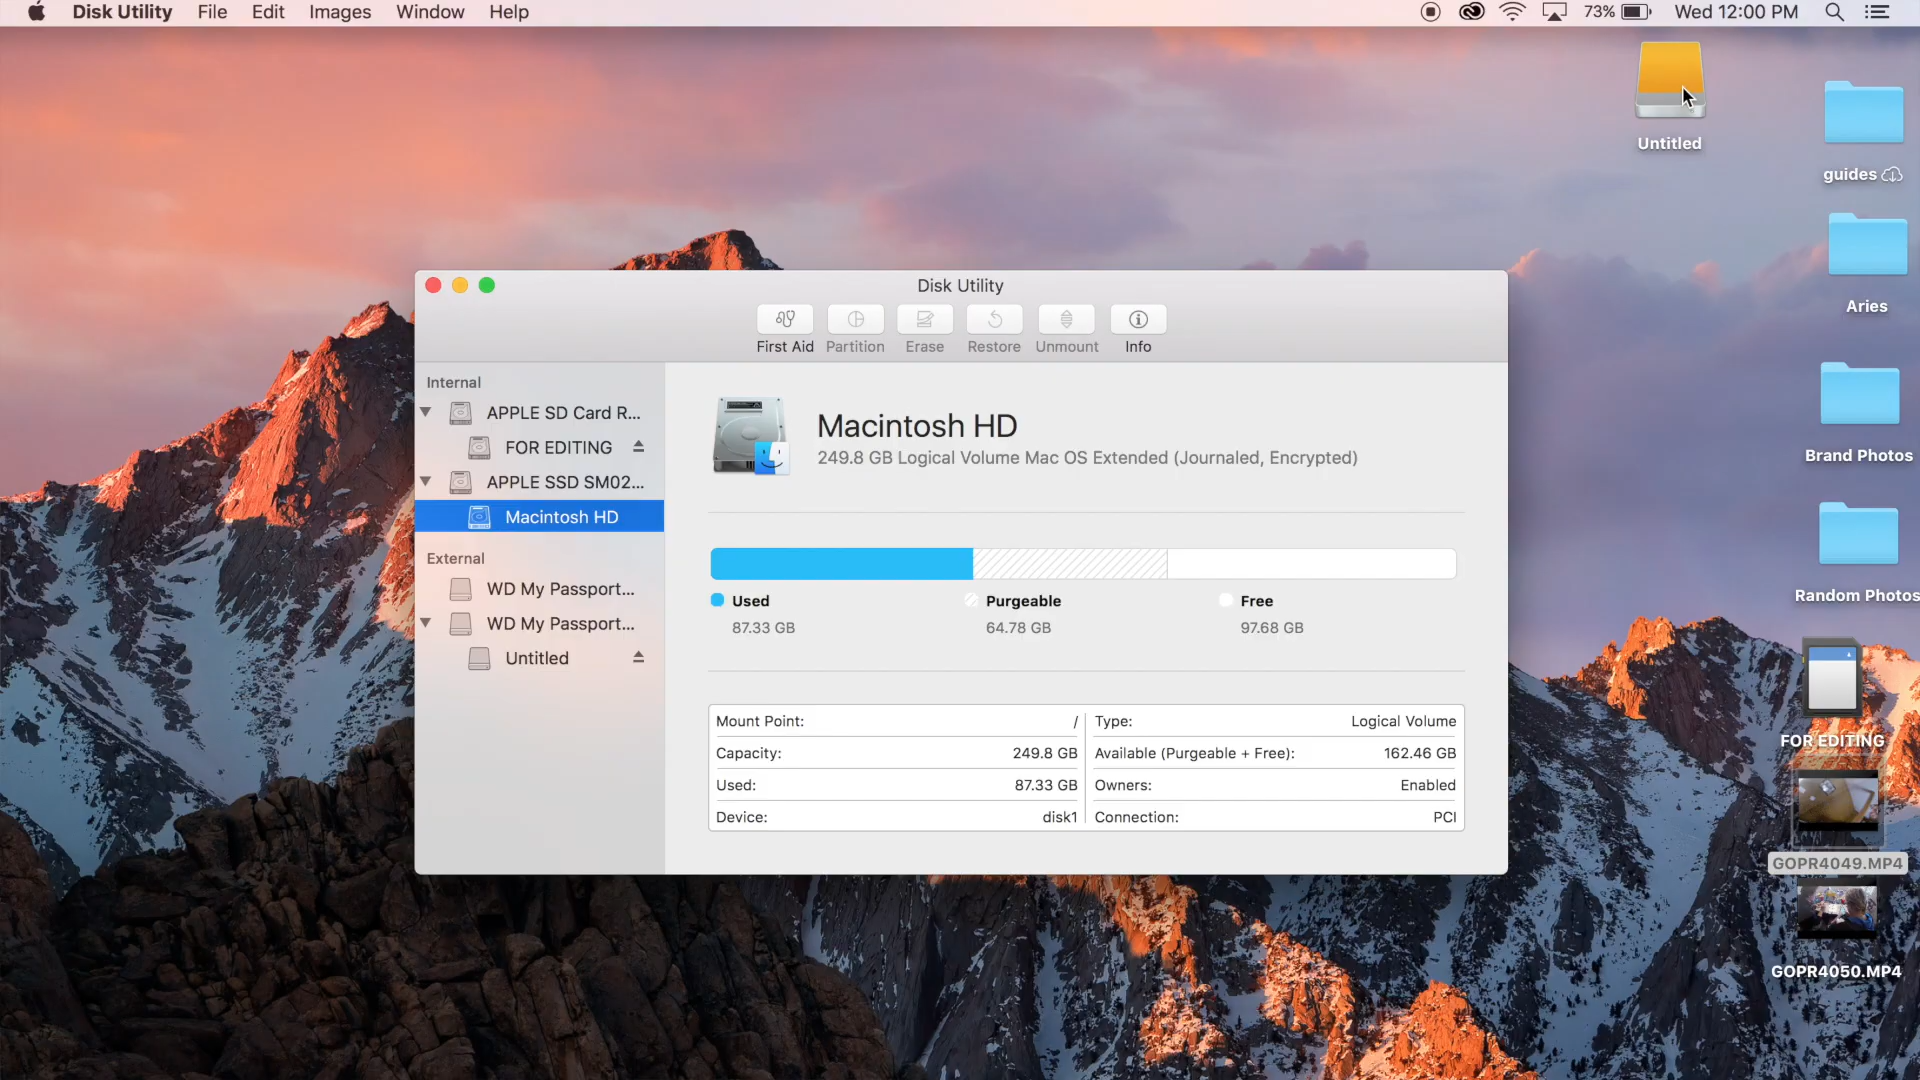 Disk Utility File Edit Images Window Help 73% Wed 12:00 PM
Untitled
guides
Aries
Brand Photos
Random Photos
FOR EDITING
GOPR4049.MP4
GOPR4050.MP4
Disk Utility
First Aid Partition Erase Restore Unmount Info
Internal
APPLE SD Card R...
FOR EDITING
APPLE SSD SM02...
Macintosh HD
External
WD My Passport...
WD My Passport...
Untitled
Macintosh HD
249.8 GB Logical Volume Mac OS Extended (Journaled, Encrypted)
Used Purgeable Free
87.33 GB 64.78 GB 97.68 GB
Mount Point: / Type: Logical Volume
Capacity: 249.8 GB Available (Purgeable + Free): 162.46 GB
Used: 87.33 GB Owners: Enabled
Device: disk1 Connection: PCI